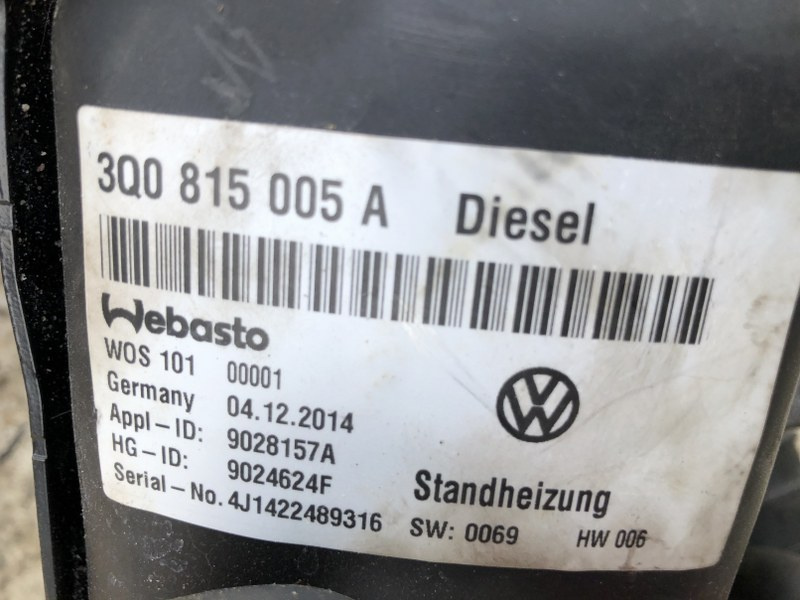 3Q0 815 005 A Diesel
Webasto
WOS 101 00001
Germany 04.12.2014
Appl-ID: 9028157A
HG-ID: 9024624F
Serial-No. 4J1422489316
VW
Standheizung
SW: 0069 HW 006